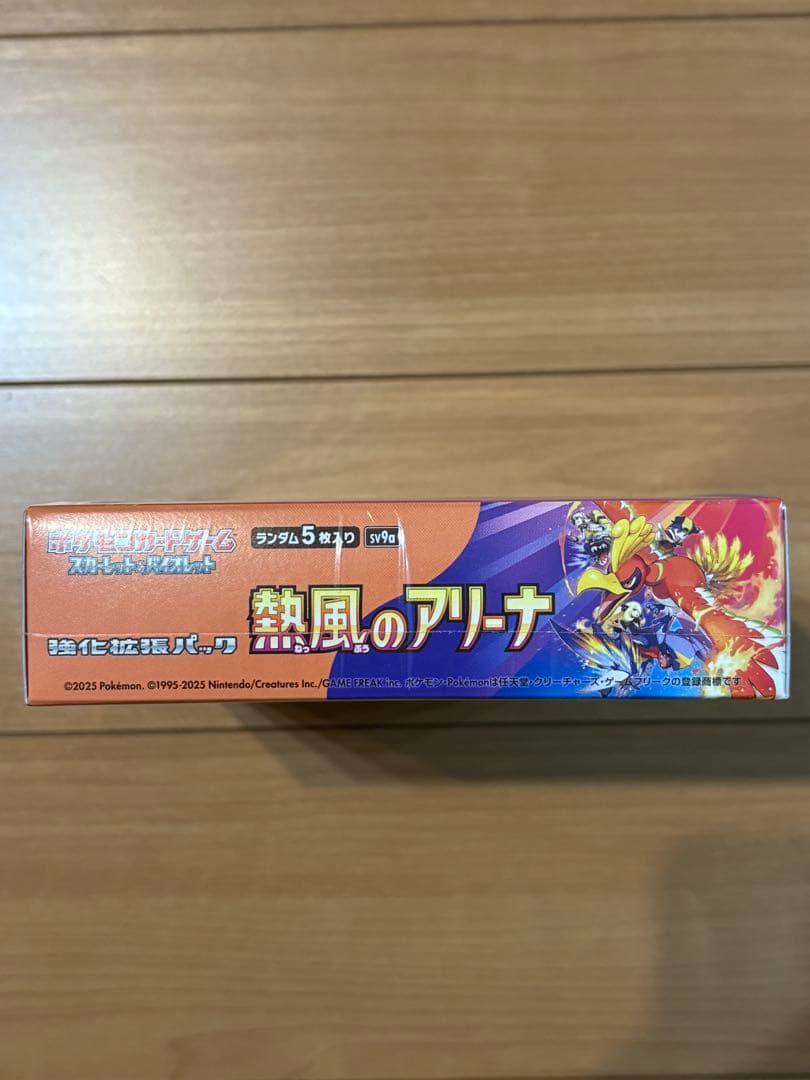 ポケモンカードゲーム
スカーレット&バイオレット
ランダム5枚入り sv9a
強化拡張パック
熱風のアリーナ
ねっ ぷう
©2025 Pokémon. ©1995-2025 Nintendo/Creatures Inc./GAME FREAK inc. ポケモン・Pokémonは任天堂・クリーチャーズ・ゲームフリークの登録商標です